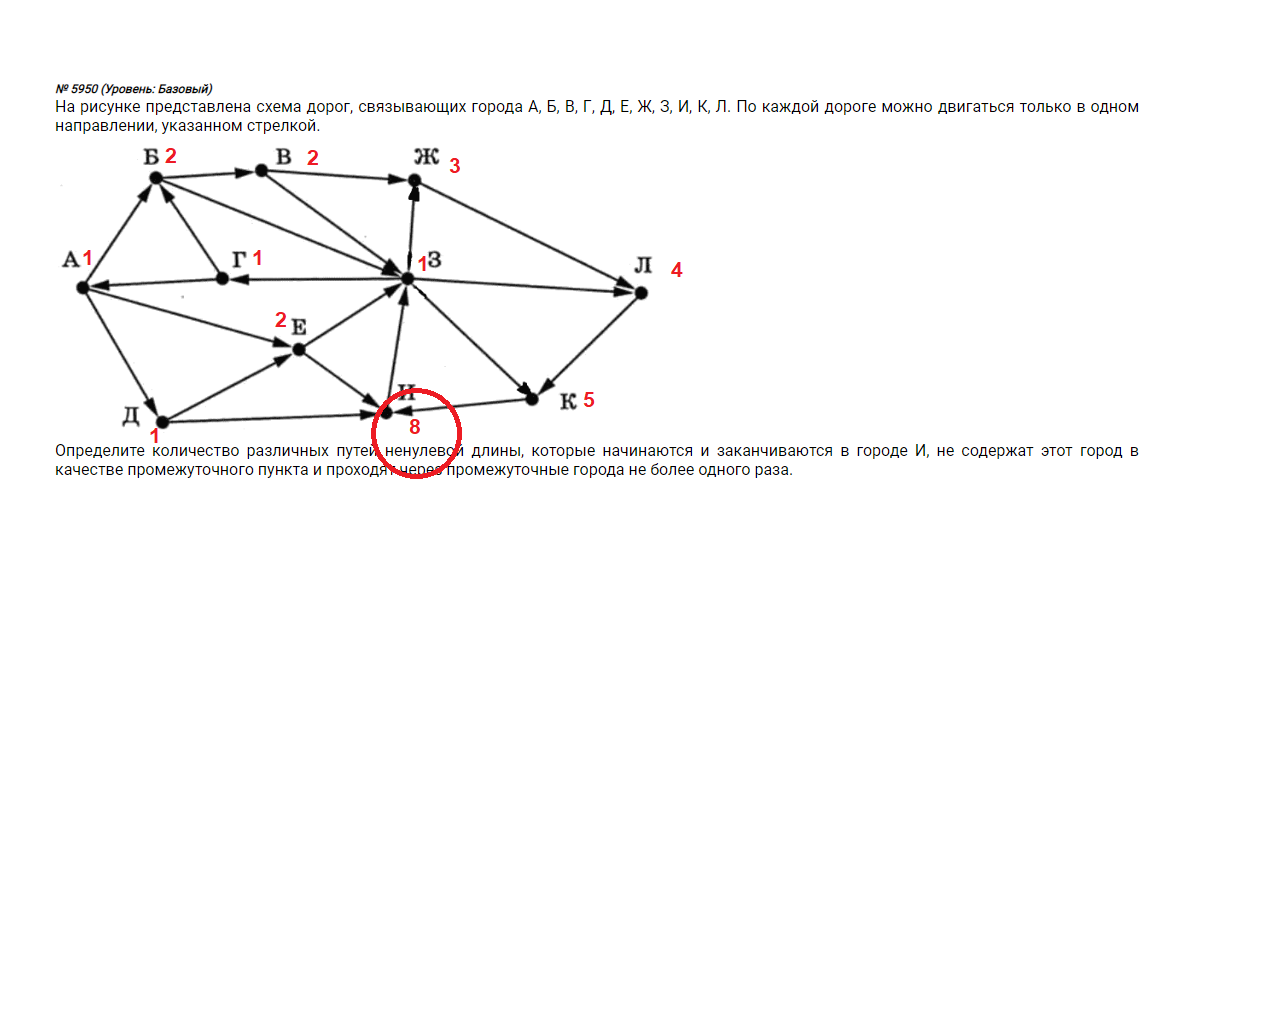 № 5950 (Уровень: Базовый)
На рисунке представлена схема дорог, связывающих города А, Б, В, Г, Д, Е, Ж, З, И, К, Л. По каждой дороге можно двигаться только в одном
направлении, указанном стрелкой.
Б 2 В 2 Ж 3
А 1 Г 1 1 З Л 4
2 Е
И К 5
Д 1 8
Определите количество различных путей ненулевой длины, которые начинаются и заканчиваются в городе И, не содержат этот город в
качестве промежуточного пункта и проходят через промежуточные города не более одного раза.